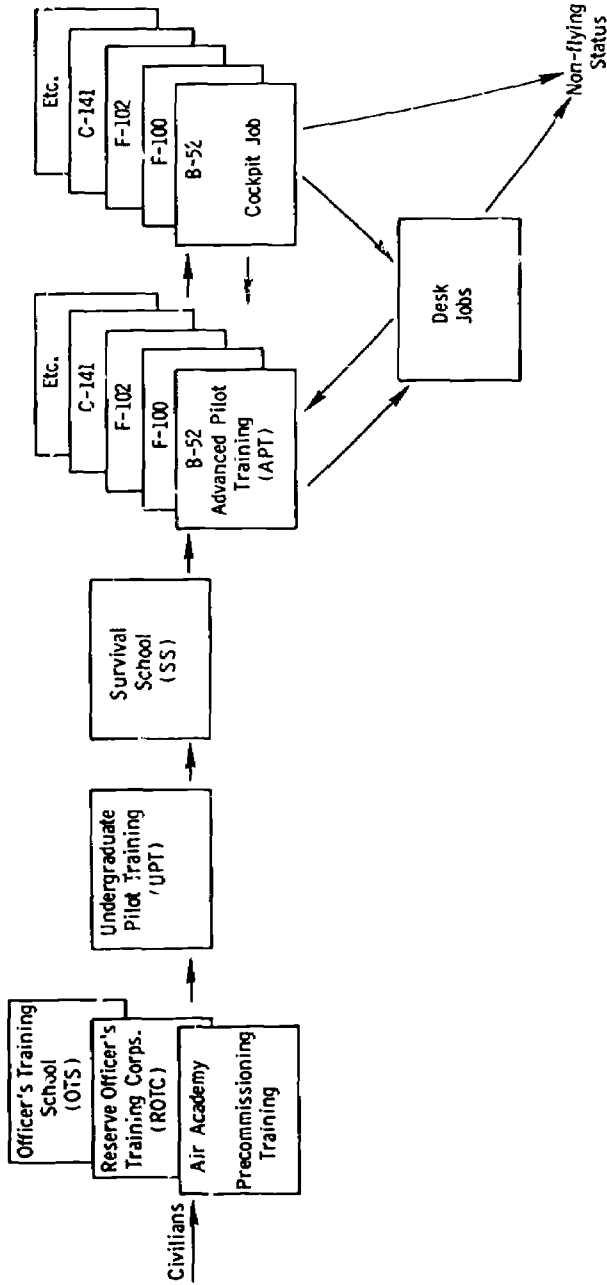 Civilians
Officer's Training
School
(OTS)
Reserve Officer's
Training Corps.
(ROTC)
Air Academy
Precommissioning
Training
Undergraduate
Pilot Training
(UPT)
Survival
School
(SS)
Etc.
C-141
F-102
F-100
B-52
Advanced Pilot
Training
(APT)
Etc.
C-141
F-102
F-100
B-52
Cockpit Job
Desk
Jobs
Non-flying
Status